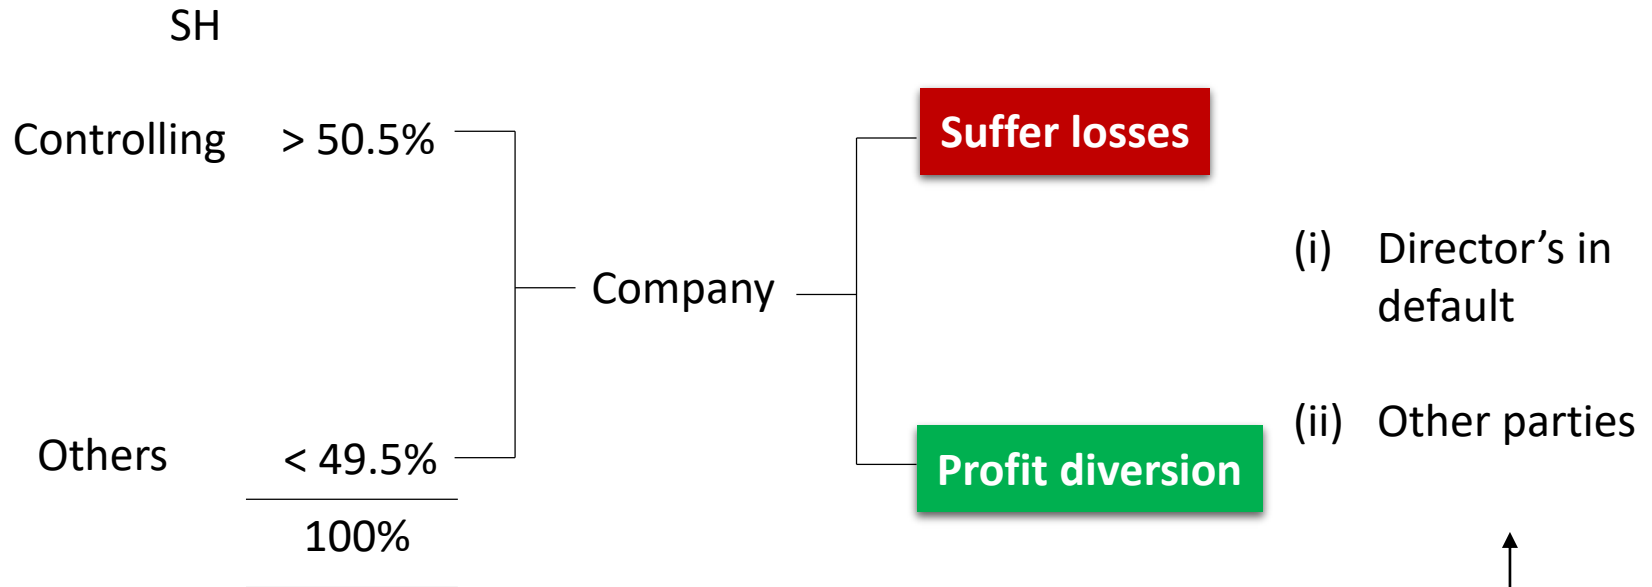 SH
Controlling > 50.5%
Others < 49.5%
100%
Company
Suffer losses
Profit diversion
(i) Director’s in
default
(ii) Other parties